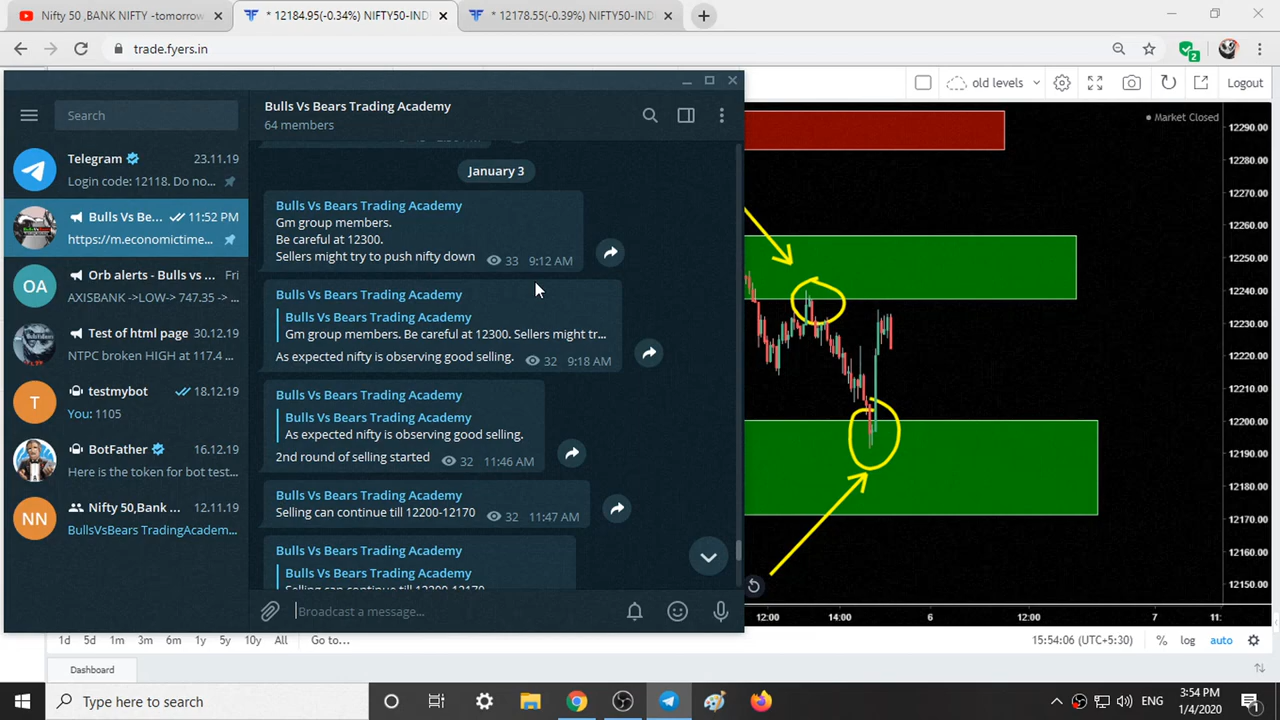 Nifty 50 ,BANK NIFTY -tomorrow
* 12184.95(-0.34%) NIFTY50-IND
* 12178.55(-0.39%) NIFTY50-IND
trade.fyers.in
2
old levels
Logout
Search
Bulls Vs Bears Trading Academy
64 members
Telegram
23.11.19
Login code: 12118. Do no...
Bulls Vs Be...
11:52 PM
https://m.economictime...
OA
Orb alerts - Bulls vs ...
Fri
AXISBANK ->LOW-> 747.35 - ...
Test of html page
30.12.19
NTPC broken HIGH at 117.4 ...
T
testmybot
18.12.19
You: 1105
BotFather
16.12.19
Here is the token for bot test...
NN
Nifty 50,Bank ...
12.11.19
BullsVsBears TradingAcadem...
January 3
Bulls Vs Bears Trading Academy
Gm group members.
Be careful at 12300.
Sellers might try to push nifty down
33 9:12 AM
Bulls Vs Bears Trading Academy
Bulls Vs Bears Trading Academy
Gm group members. Be careful at 12300. Sellers might tr...
As expected nifty is observing good selling.
32 9:18 AM
Bulls Vs Bears Trading Academy
Bulls Vs Bears Trading Academy
As expected nifty is observing good selling.
2nd round of selling started
32 11:46 AM
Bulls Vs Bears Trading Academy
Selling can continue till 12200-12170
32 11:47 AM
Bulls Vs Bears Trading Academy
Bulls Vs Bears Trading Academy
Selling can continue till 12200-12170
Broadcast a message...
Market Closed
12290.00
12280.00
12270.00
12260.00
12250.00
12240.00
12230.00
12220.00
12210.00
12200.00
12190.00
12180.00
12170.00
12160.00
12150.00
12:00
14:00
6
12:00
7
11:
1d 5d 1m 3m 6m 1y 5y 10y All Go to...
15:54:06 (UTC+5:30) % log auto
Dashboard
Type here to search
ENG
3:54 PM
1/4/2020
1